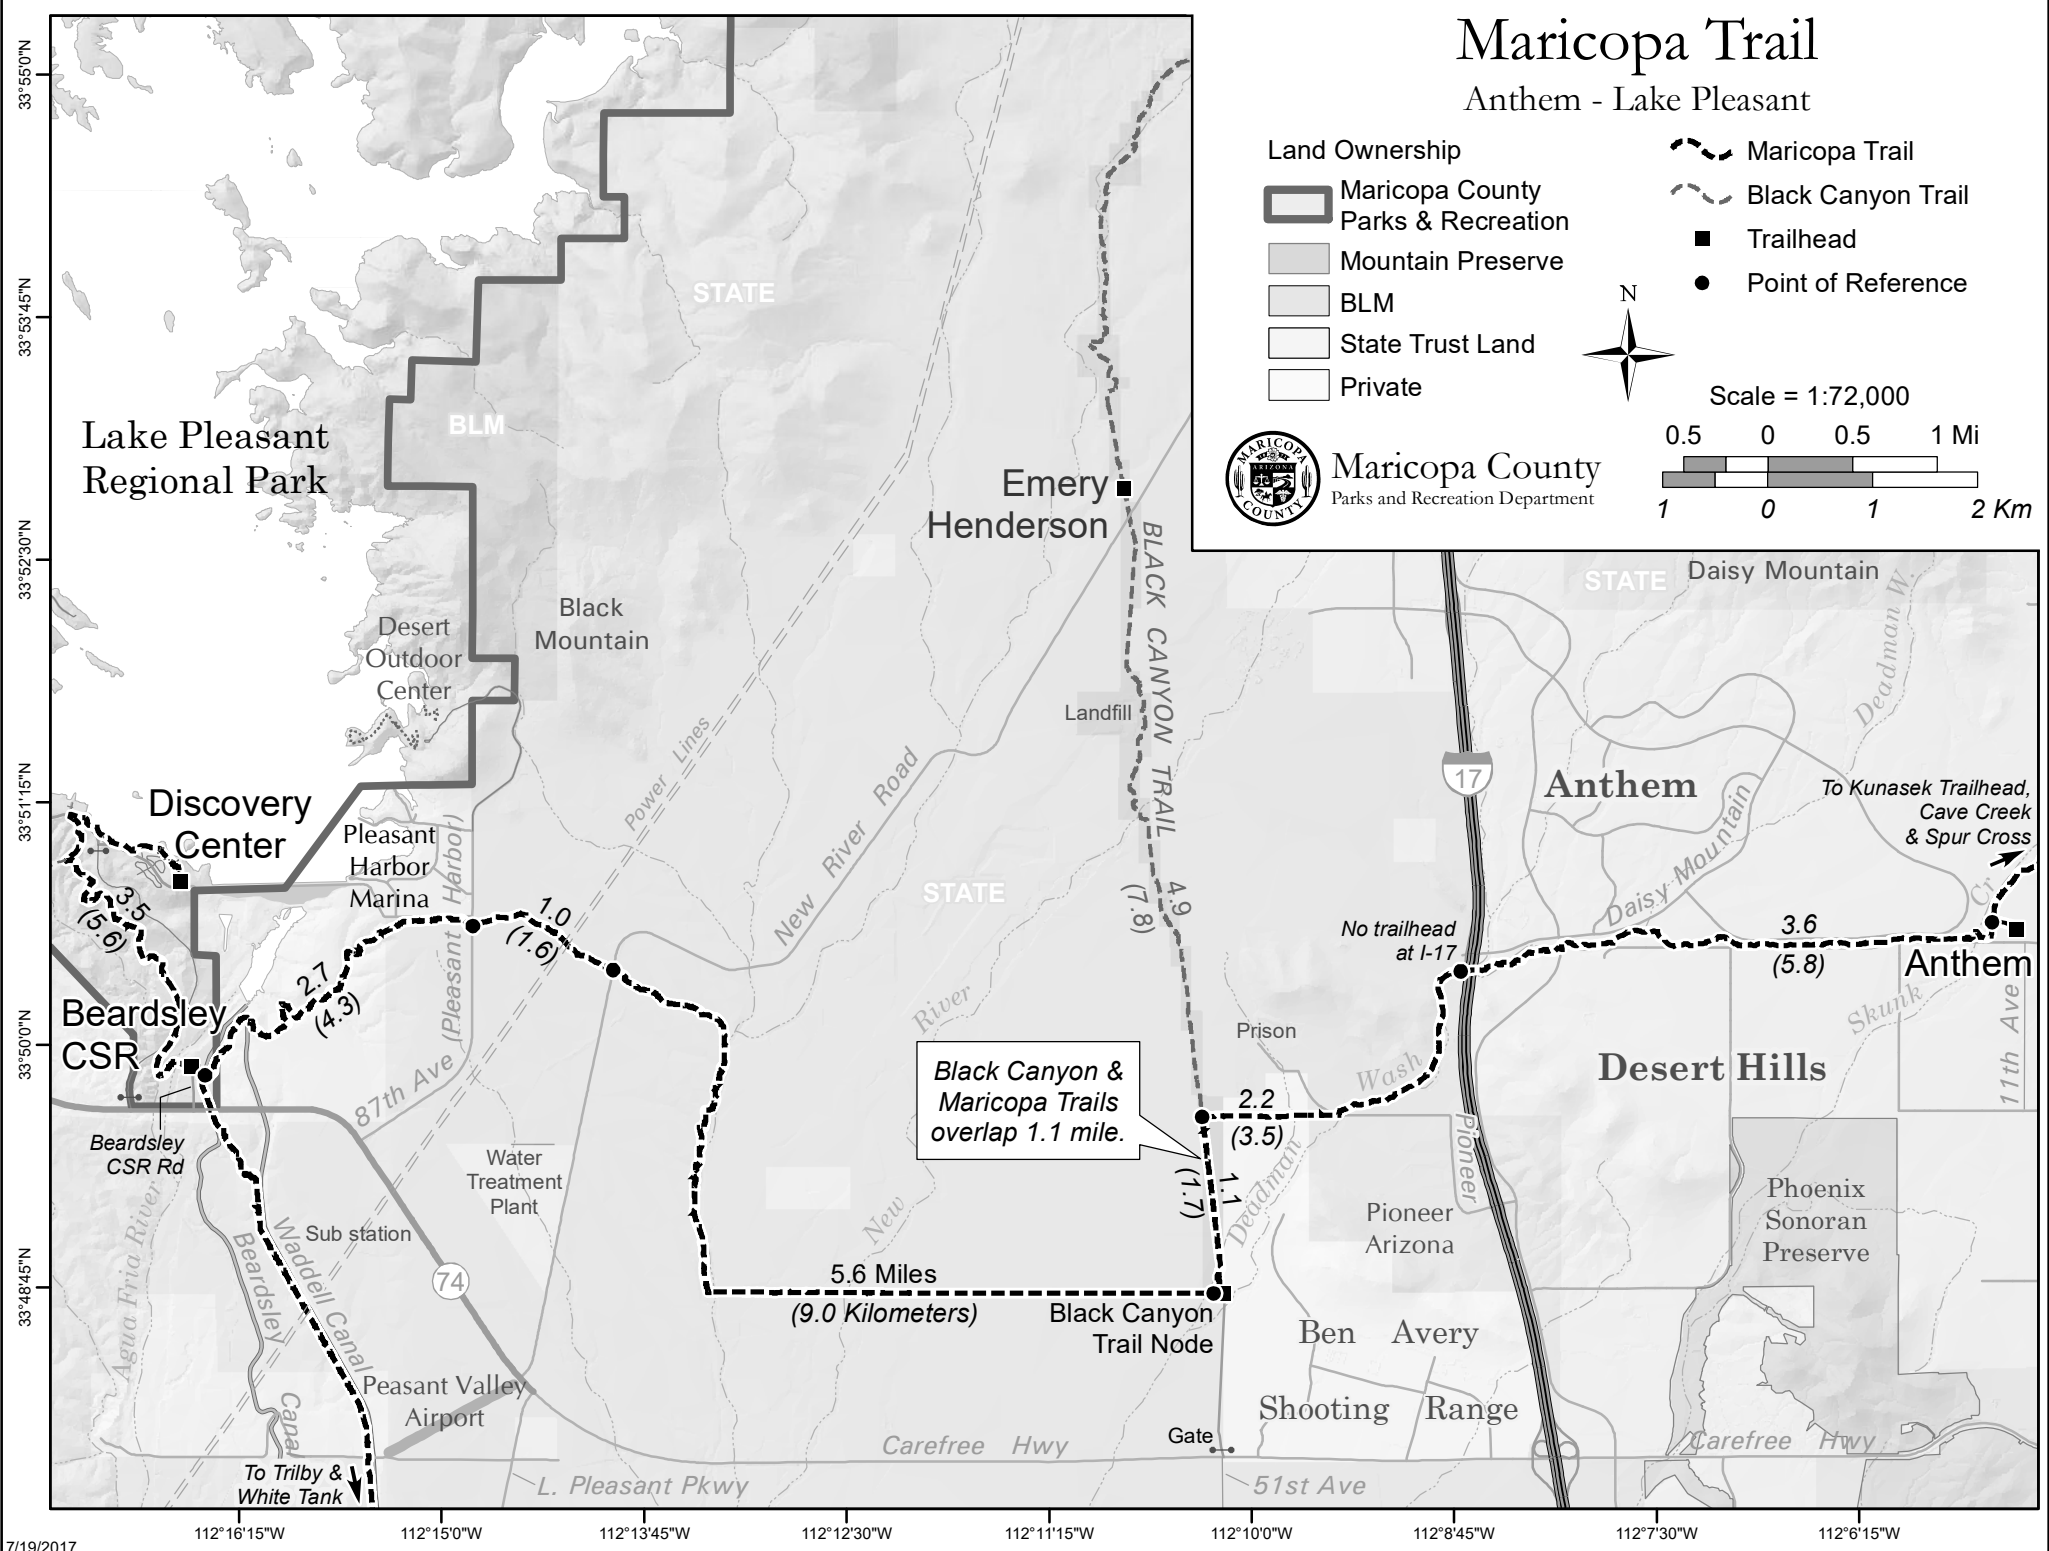 Maricopa Trail
Anthem - Lake Pleasant
Land Ownership
Maricopa County
Parks & Recreation
Mountain Preserve
BLM
State Trust Land
Private
Maricopa Trail
Black Canyon Trail
Trailhead
Point of Reference
N
Scale = 1:72,000
0.5 0 0.5 1 Mi
1 0 1 2 Km
MARICOPA
ARIZONA
COUNTY
Maricopa County
Parks and Recreation Department
33°55'0"N
33°53'45"N
33°52'30"N
33°51'15"N
33°50'0"N
33°48'45"N
STATE
BLM
Lake Pleasant
Regional Park
Emery
Henderson
BLACK CANYON TRAIL
4.9
(7.8)
STATE
Daisy Mountain
Deadman W.
Black
Mountain
Desert
Outdoor
Center
Landfill
Power Lines
New River Road
17
Anthem
Daisy Mountain
To Kunasek Trailhead,
Cave Creek
& Spur Cross
Discovery
Center
Pleasant
Harbor
Marina
87th Ave (Pleasant Harbor)
STATE
3.5
(5.6)
1.0
(1.6)
2.7
(4.3)
No trailhead
at I-17
3.6
(5.8)
Anthem
Skunk Cr
11th Ave
Beardsley
CSR
New River
Prison
Deadman Wash
Desert Hills
Black Canyon &
Maricopa Trails
overlap 1.1 mile.
2.2
(3.5)
1.1
(1.7)
Pioneer
Beardsley
CSR Rd
Water
Treatment
Plant
Agua Fria River
Sub station
Waddell Canal
Beardsley Canal
74
Pioneer
Arizona
Phoenix
Sonoran
Preserve
5.6 Miles
(9.0 Kilometers)
Black Canyon
Trail Node
Ben Avery
Shooting Range
Peasant Valley
Airport
Gate
Carefree Hwy
Carefree Hwy
To Trilby &
White Tank
L. Pleasant Pkwy
51st Ave
112°16'15"W 112°15'0"W 112°13'45"W 112°12'30"W 112°11'15"W 112°10'0"W 112°8'45"W 112°7'30"W 112°6'15"W
7/19/2017